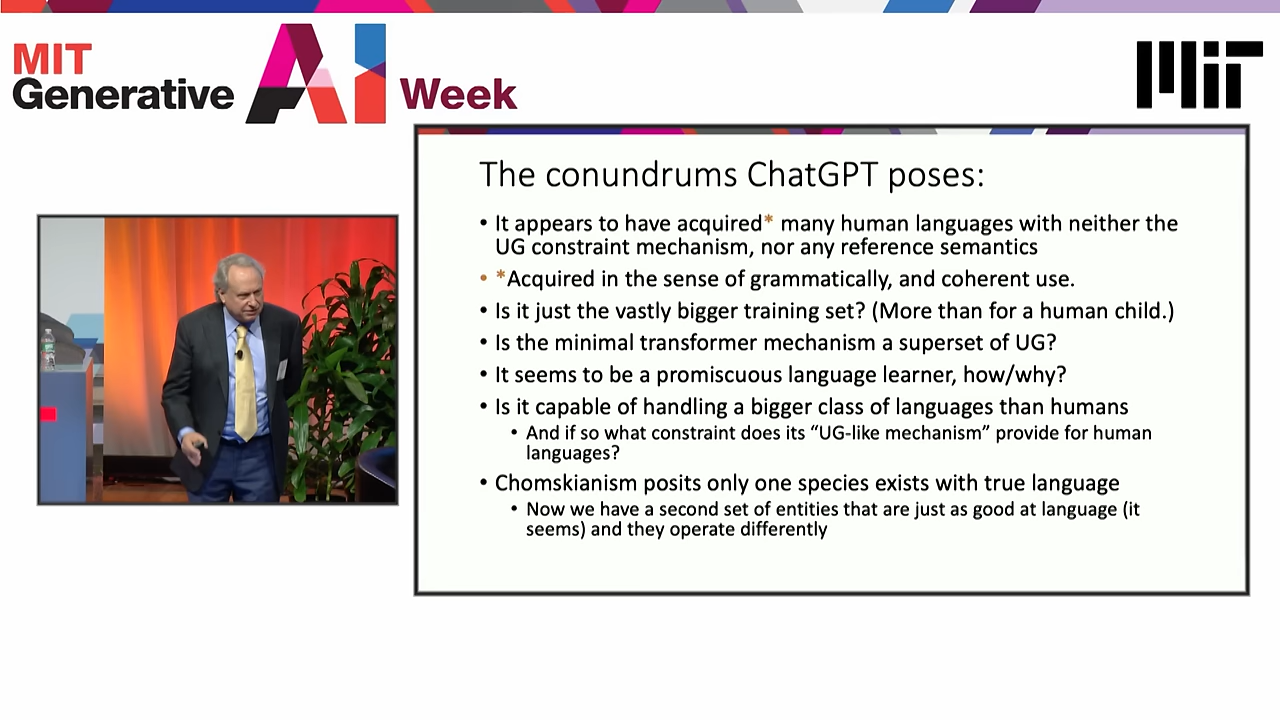 MIT
Generative
AI
Week
MIT
The conundrums ChatGPT poses:
• It appears to have acquired* many human languages with neither the
UG constraint mechanism, nor any reference semantics
• *Acquired in the sense of grammatically, and coherent use.
• Is it just the vastly bigger training set? (More than for a human child.)
• Is the minimal transformer mechanism a superset of UG?
• It seems to be a promiscuous language learner, how/why?
• Is it capable of handling a bigger class of languages than humans
• And if so what constraint does its “UG-like mechanism” provide for human
languages?
• Chomskianism posits only one species exists with true language
• Now we have a second set of entities that are just as good at language (it
seems) and they operate differently